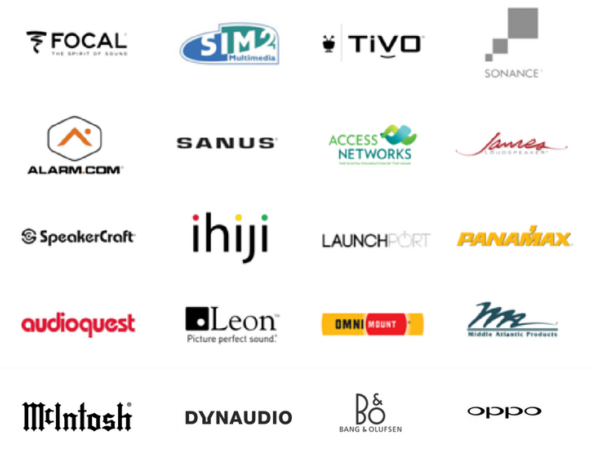 FOCAL®
THE SPIRIT OF SOUND
SIM2
Multimedia
TiVO®
SONANCE
ALARM.COM
SANUS
ACCESS
NETWORKS
James
LOUDSPEAKER
SpeakerCraft
ihiji
LAUNCHPORT
PANAMAX
audioquest
Leon™
Picture perfect sound.
OMNI MOUNT
Middle Atlantic Products
McIntosh®
DYNAUDIO
B&O
BANG & OLUFSEN
oppo